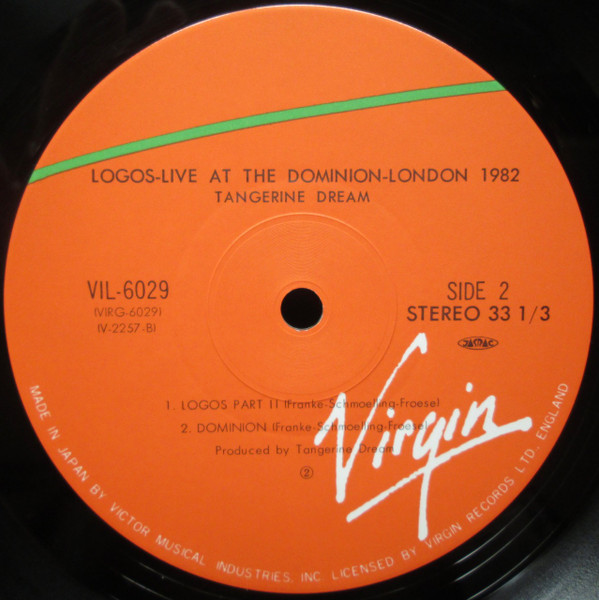 LOGOS-LIVE AT THE DOMINION-LONDON 1982
TANGERINE DREAM
VIL-6029
(VIRG-6029)
(V-2257-B)
SIDE 2
STEREO 33 1/3
JASRAC
1. LOGOS PART II (Franke-Schmoelling-Froese)
2. DOMINION (Franke-Schmoelling-Froese)
Produced by Tangerine Dream
②
Virgin
MADE IN JAPAN BY VICTOR MUSICAL INDUSTRIES, INC. LICENSED BY VIRGIN RECORDS LTD., ENGLAND